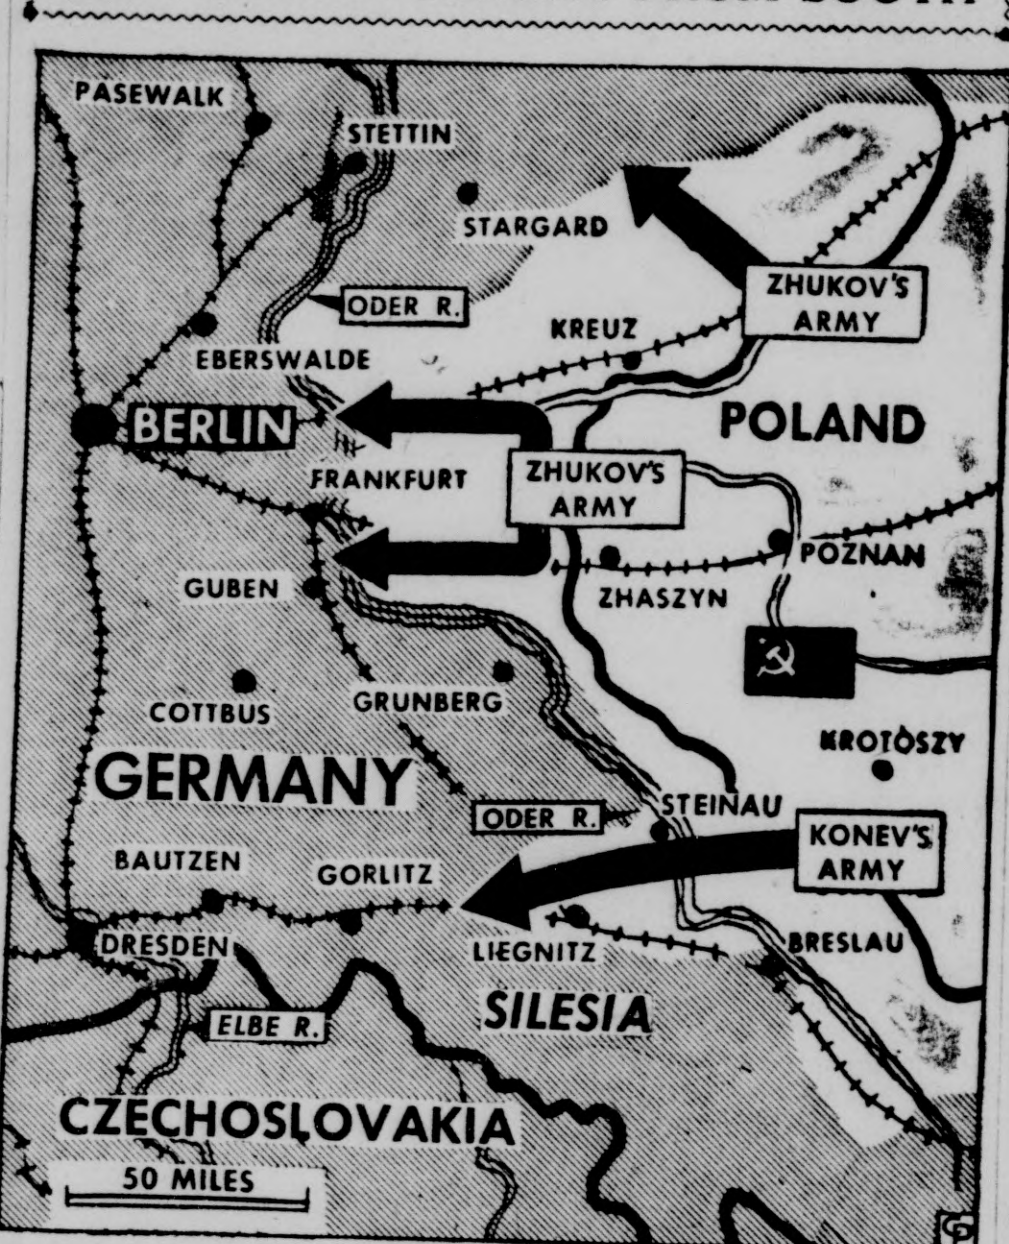 PASEWALK
STETTIN
STARGARD
ODER R.
ZHUKOV'S
ARMY
KREUZ
EBERSWALDE
BERLIN
POLAND
FRANKFURT
ZHUKOV'S
ARMY
POZNAN
GUBEN
ZHASZYN
COTTBUS
GRUNBERG
KROTOSZY
GERMANY
ODER R.
STEINAU
KONEV'S
ARMY
BAUTZEN
GORLITZ
DRESDEN
LIEGNITZ
BRESLAU
SILESIA
ELBE R.
CZECHOSLOVAKIA
50 MILES